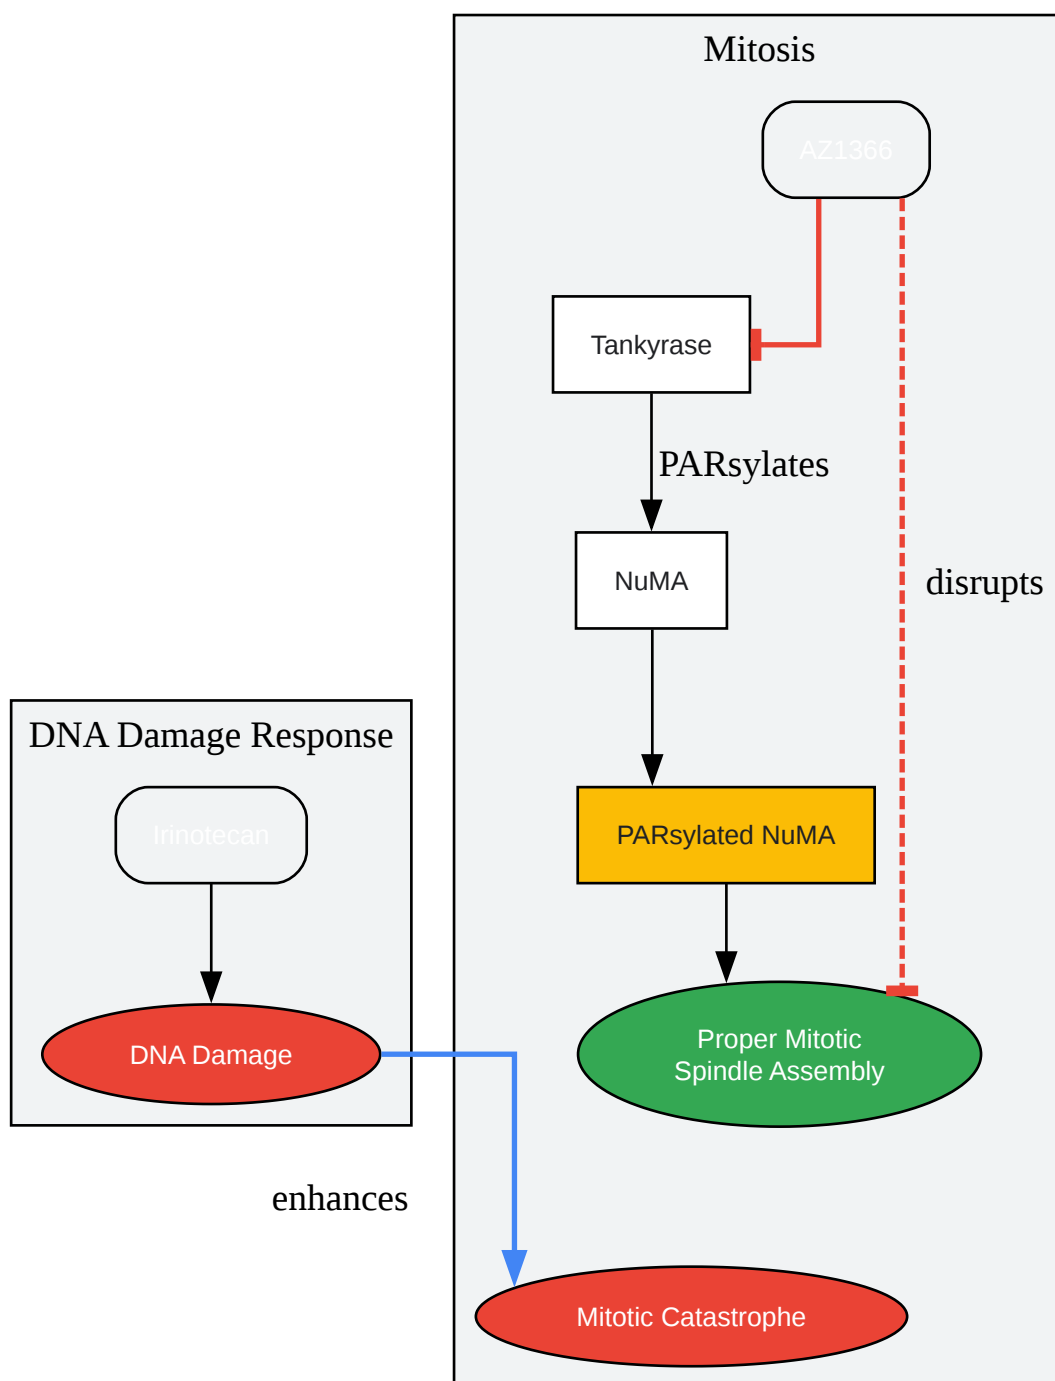 Mitosis
AZ1366
Tankyrase
PARsylates
NuMA
disrupts
DNA Damage Response
Irinotecan
PARsylated NuMA
DNA Damage
Proper Mitotic
Spindle Assembly
enhances
Mitotic Catastrophe